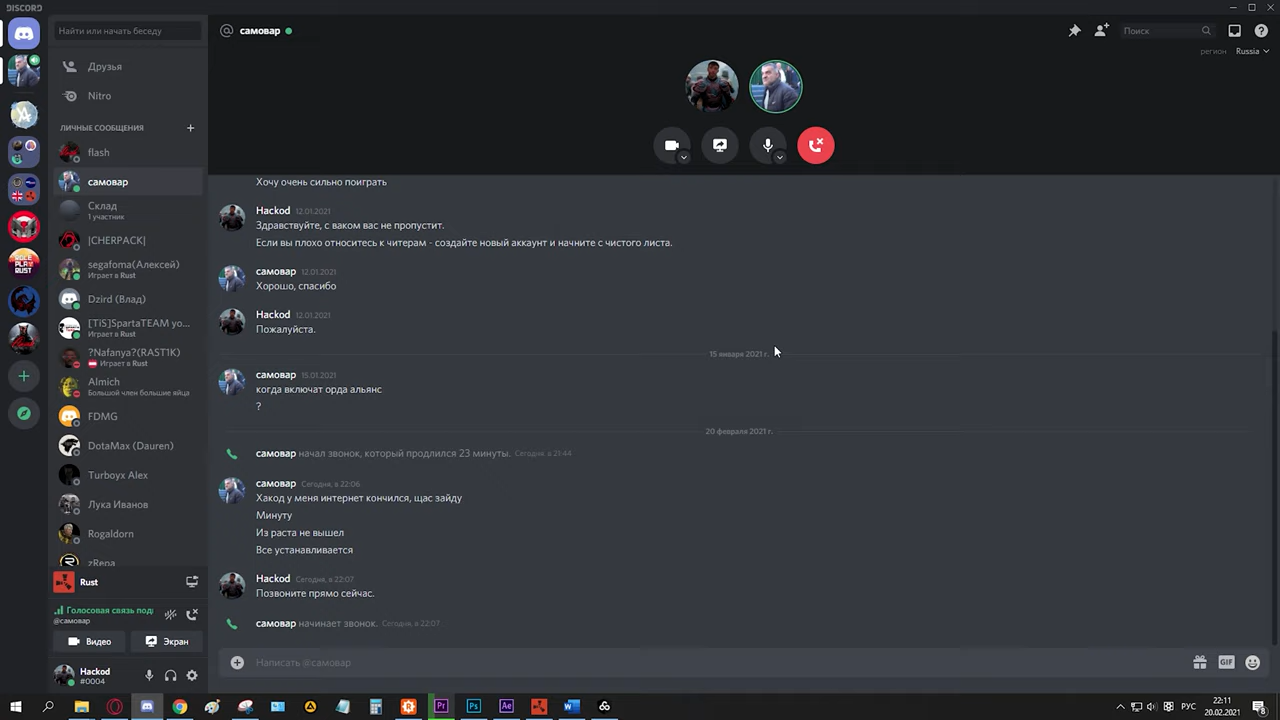 DISCORD
Найти или начать беседу
Друзья
Nitro
ЛИЧНЫЕ СООБЩЕНИЯ
flash
самовар
Склад
1 участник
|CHERPACK|
segafoma(Алексей)
Играет в Rust
Dzird (Влад)
[TiS]SpartaTEAM yo...
Играет в Rust
?Nafanya?(RAST1K)
Играет в Rust
Almich
Большой член большие яйца
FDMG
DotaMax (Dauren)
Turboyx Alex
Лука Иванов
Rogaldorn
zRepa
Rust
Голосовая связь под
@самовар
Видео
Экран
Hackod
#0004
самовар
Поиск
регион
Russia
Хочу очень сильно поиграть
Hackod 12.01.2021
Здравствуйте, с ваком вас не пропустит.
Если вы плохо относитесь к читерам - создайте новый аккаунт и начните с чистого листа.
самовар 12.01.2021
Хорошо, спасибо
Hackod 12.01.2021
Пожалуйста.
15 января 2021 г.
самовар 15.01.2021
когда включат орда альянс
?
20 февраля 2021 г.
самовар начал звонок, который продлился 23 минуты. Сегодня, в 21:44
самовар Сегодня, в 22:06
Хакод у меня интернет кончился, щас зайду
Минуту
Из раста не вышел
Все устанавливается
Hackod Сегодня, в 22:07
Позвоните прямо сейчас.
самовар начинает звонок. Сегодня, в 22:07
Написать @самовар
GIF
Pr
Ps
Ae
РУС
22:11
20.02.2021